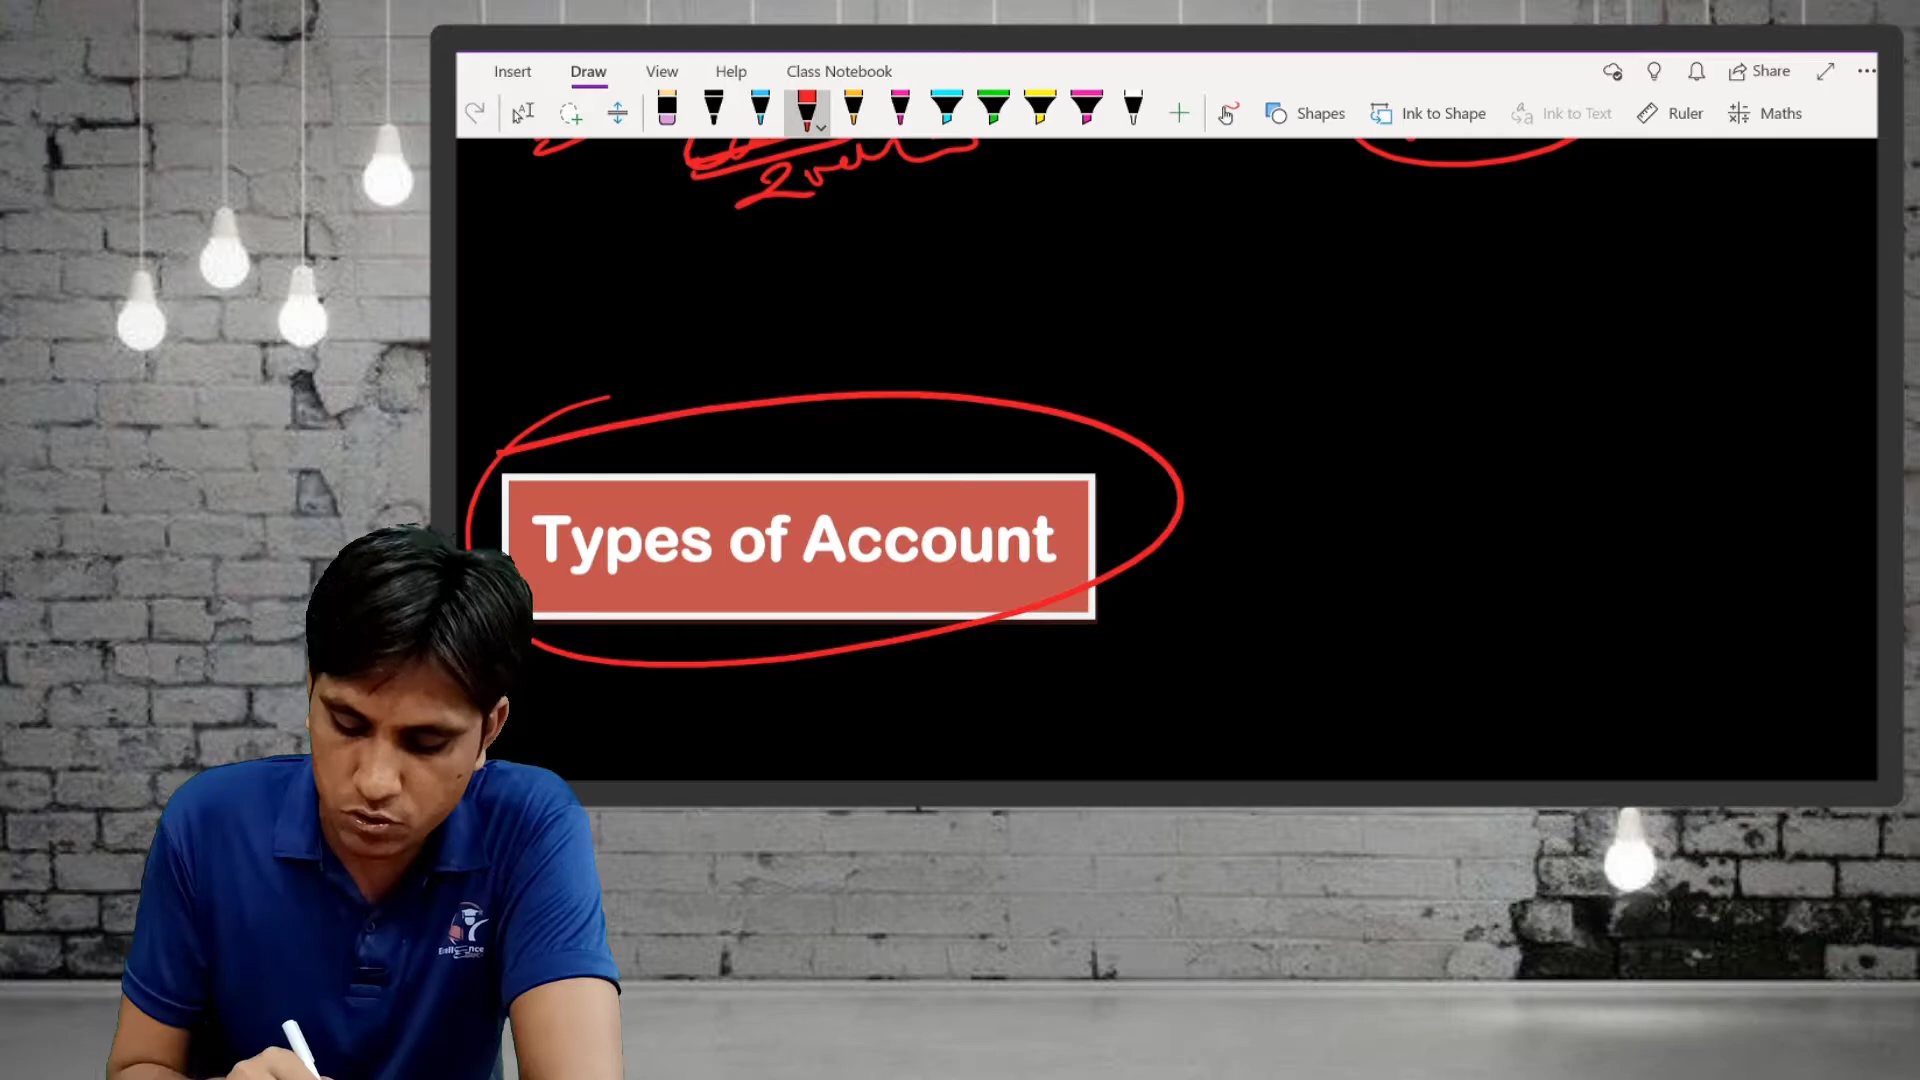 Insert Draw View Help Class Notebook Share
Shapes Ink to Shape Ink to Text Ruler Maths
Types of Account